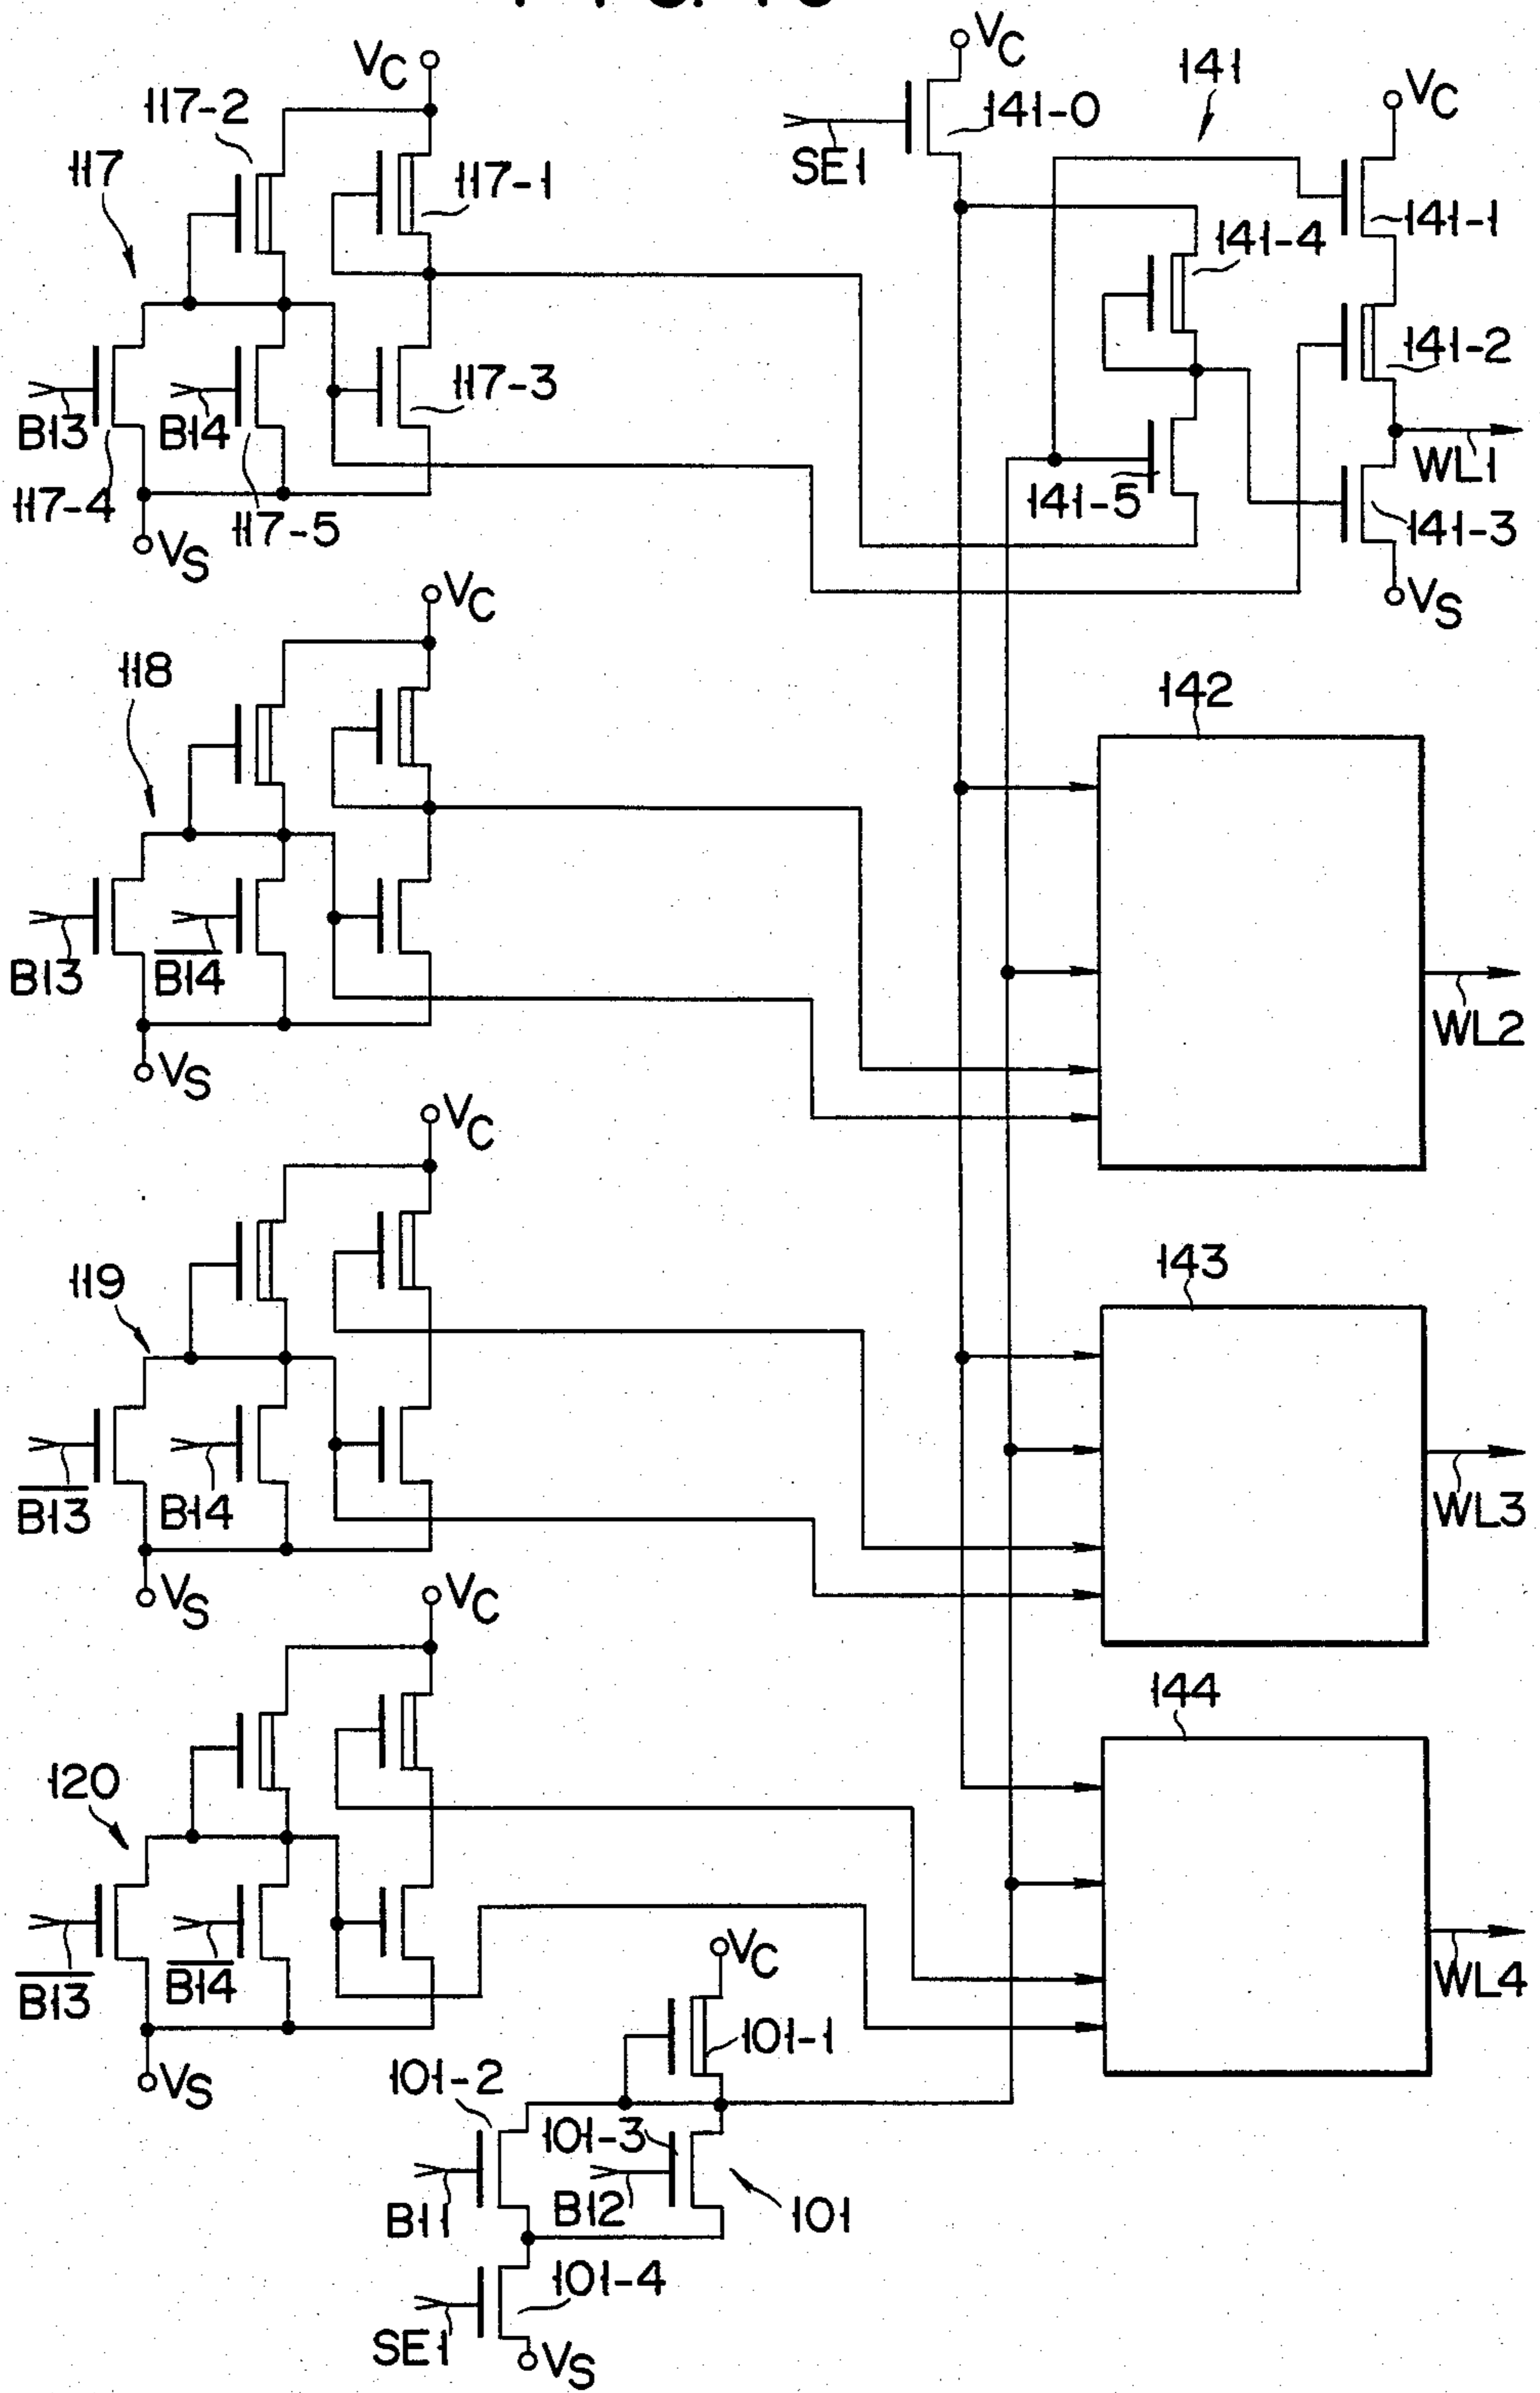 VC
VC
141
VC
117-2
141-0
SE1
117
117-1
141-4
141-1
117-3
141-2
B13
B14
WL1
117-4
117-5
141-5
141-3
VS
VC
VS
118
142
B13
B14
WL2
VS
VC
143
119
B13
B14
WL3
VS
VC
144
120
VC
B13
B14
WL4
101-1
VS
101-2
101-3
B11
B12
101
101-4
SE1
VS